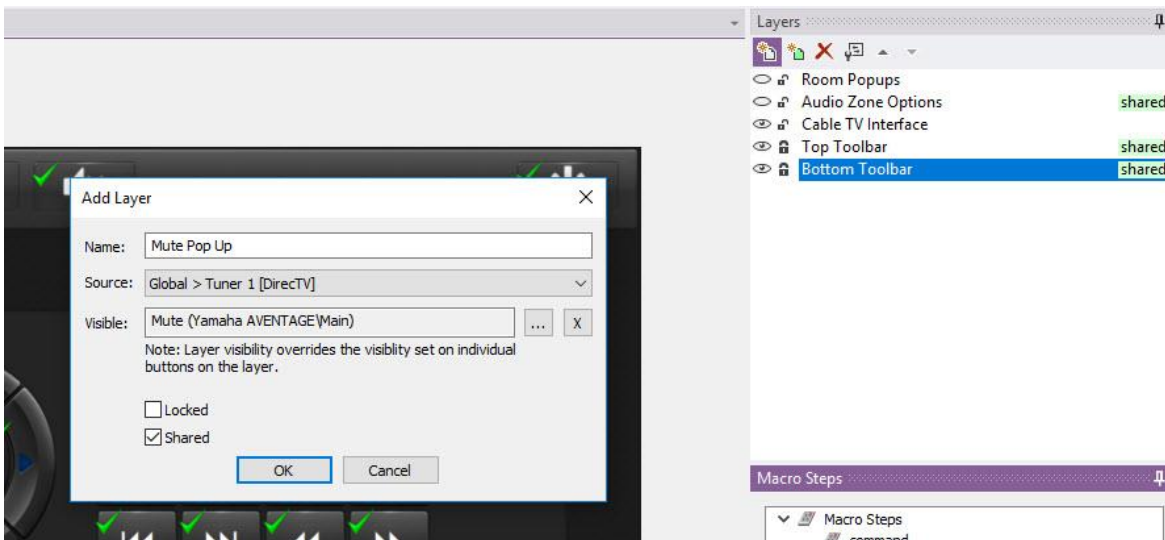 Layers
Room Popups
Audio Zone Options shared
Cable TV Interface
Top Toolbar shared
Bottom Toolbar shared
Add Layer
Name: Mute Pop Up
Source: Global > Tuner 1 [DirecTV]
Visible: Mute (Yamaha AVENTAGE\Main) ... X
Note: Layer visibility overrides the visiblity set on individual
buttons on the layer.
Locked
Shared
OK Cancel
Macro Steps
Macro Steps
command